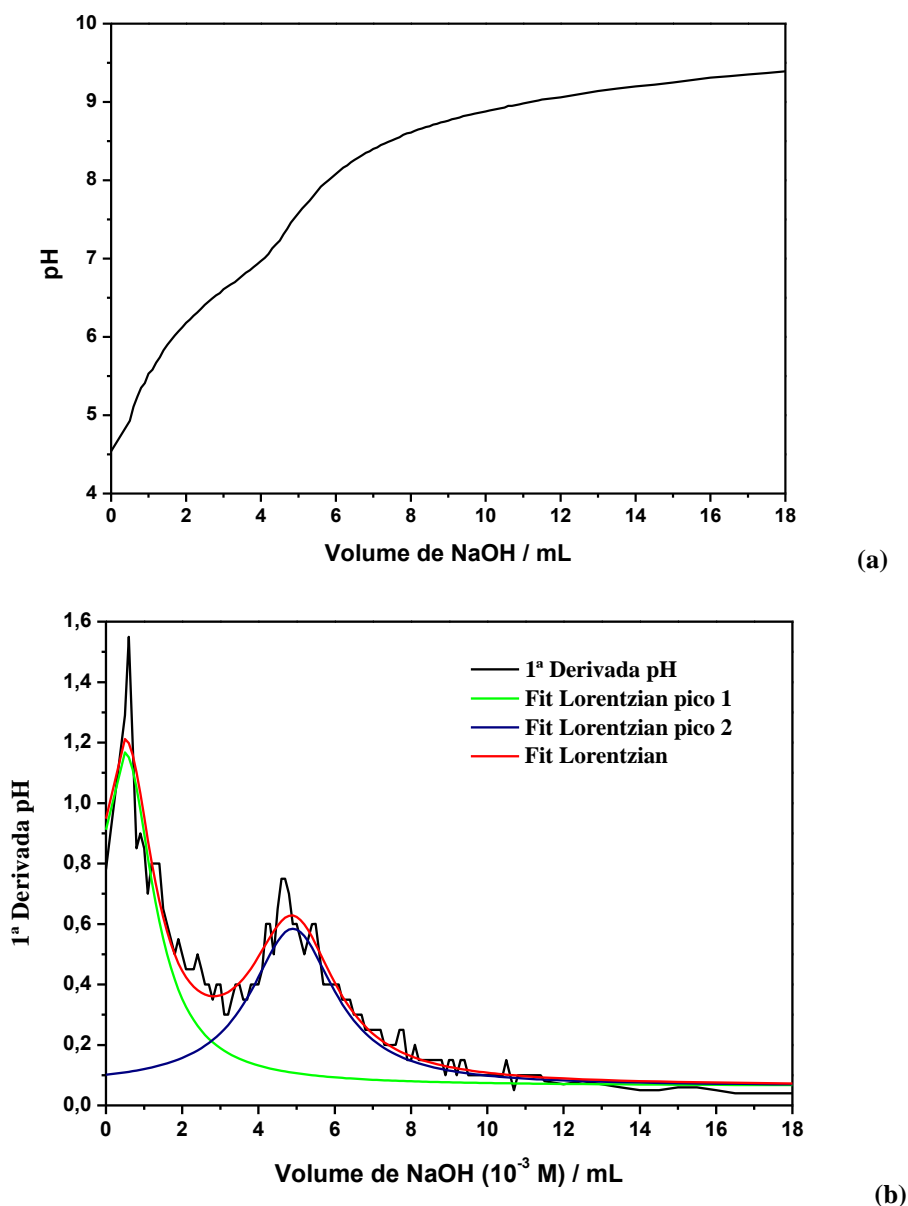 10
9
8
7
6
5
4
pH
0 2 4 6 8 10 12 14 16 18
Volume de NaOH / mL
(a)
1,6
1,4
1,2
1,0
0,8
0,6
0,4
0,2
0,0
1ª Derivada pH
1ª Derivada pH
Fit Lorentzian pico 1
Fit Lorentzian pico 2
Fit Lorentzian
0 2 4 6 8 10 12 14 16 18
Volume de NaOH (10⁻³ M) / mL
(b)